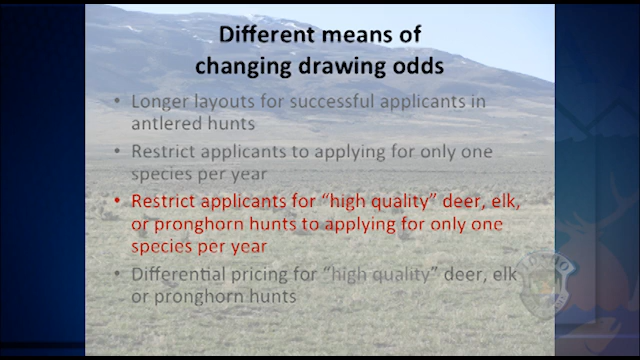 Different means of
changing drawing odds
• Longer layouts for successful applicants in
antlered hunts
• Restrict applicants to applying for only one
species per year
• Restrict applicants for “high quality” deer, elk,
or pronghorn hunts to applying for only one
species per year
• Differential pricing for “high quality” deer, elk
or pronghorn hunts